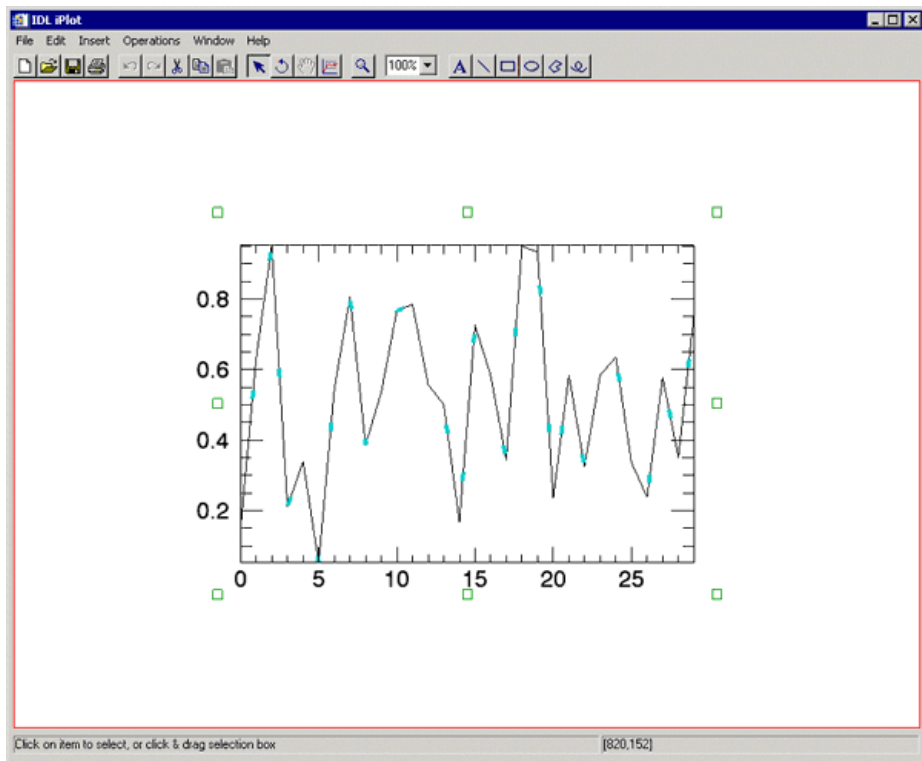 IDL iPlot
File Edit Insert Operations Window Help
100% A
0.8
0.6
0.4
0.2
0 5 10 15 20 25
Click on item to select, or click & drag selection box [820,152]